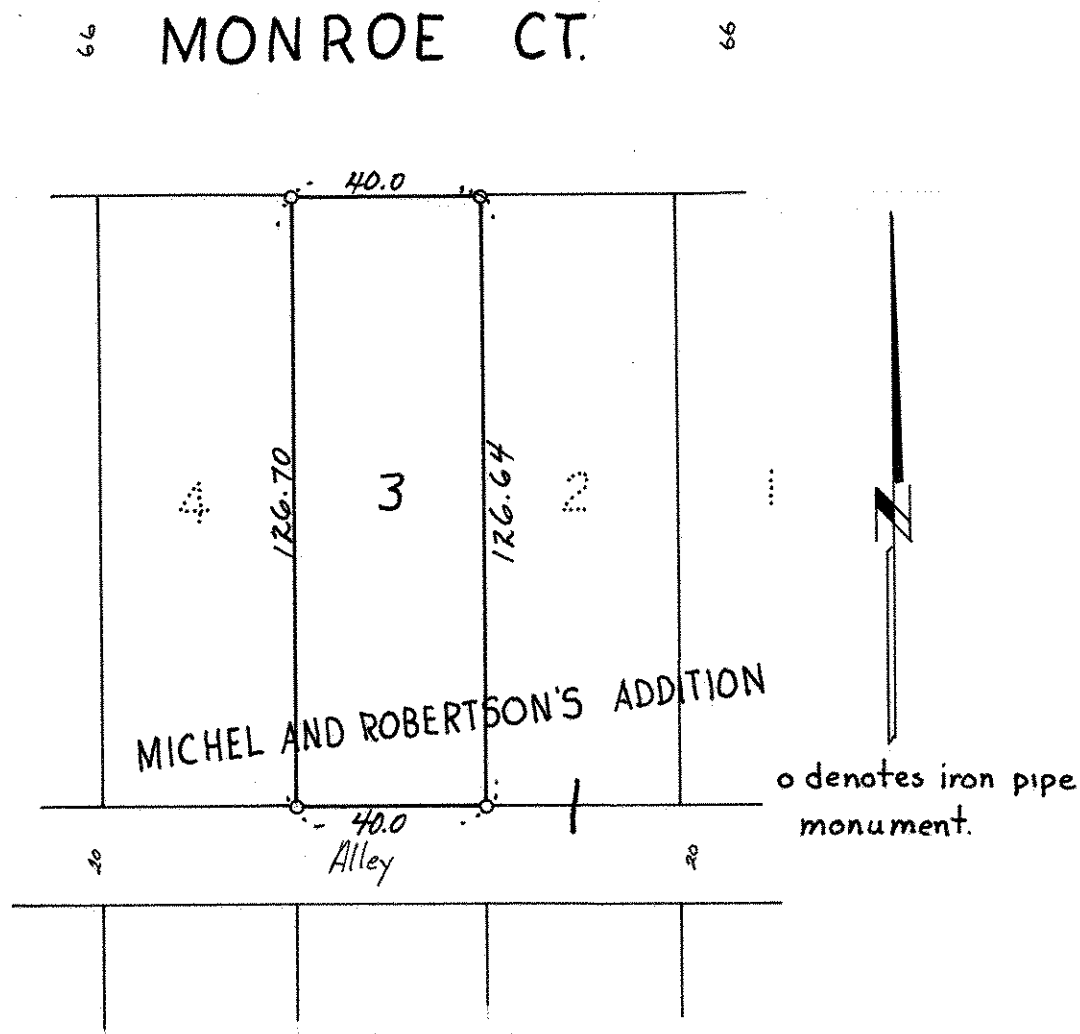 66 MONROE CT. 66
40.0
4 126.70 3 126.64 2 1
N
MICHEL AND ROBERTSON'S ADDITION
o denotes iron pipe
monument.
40.0
Alley
20 20